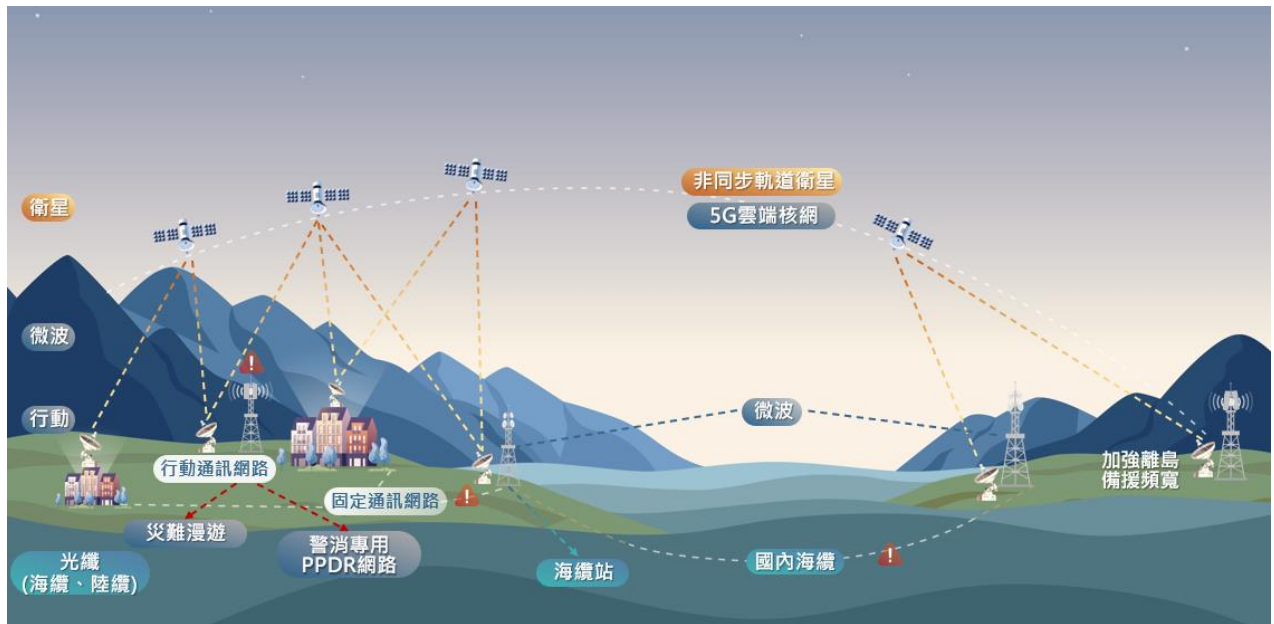 非同步軌道衛星
衛星
5G雲端核網
微波
行動
微波
行動通訊網路
加強離島
備援頻寬
固定通訊網路
災難漫遊
警消專用
PPDR網路
光纖
(海纜、陸纜)
海纜站
國內海纜